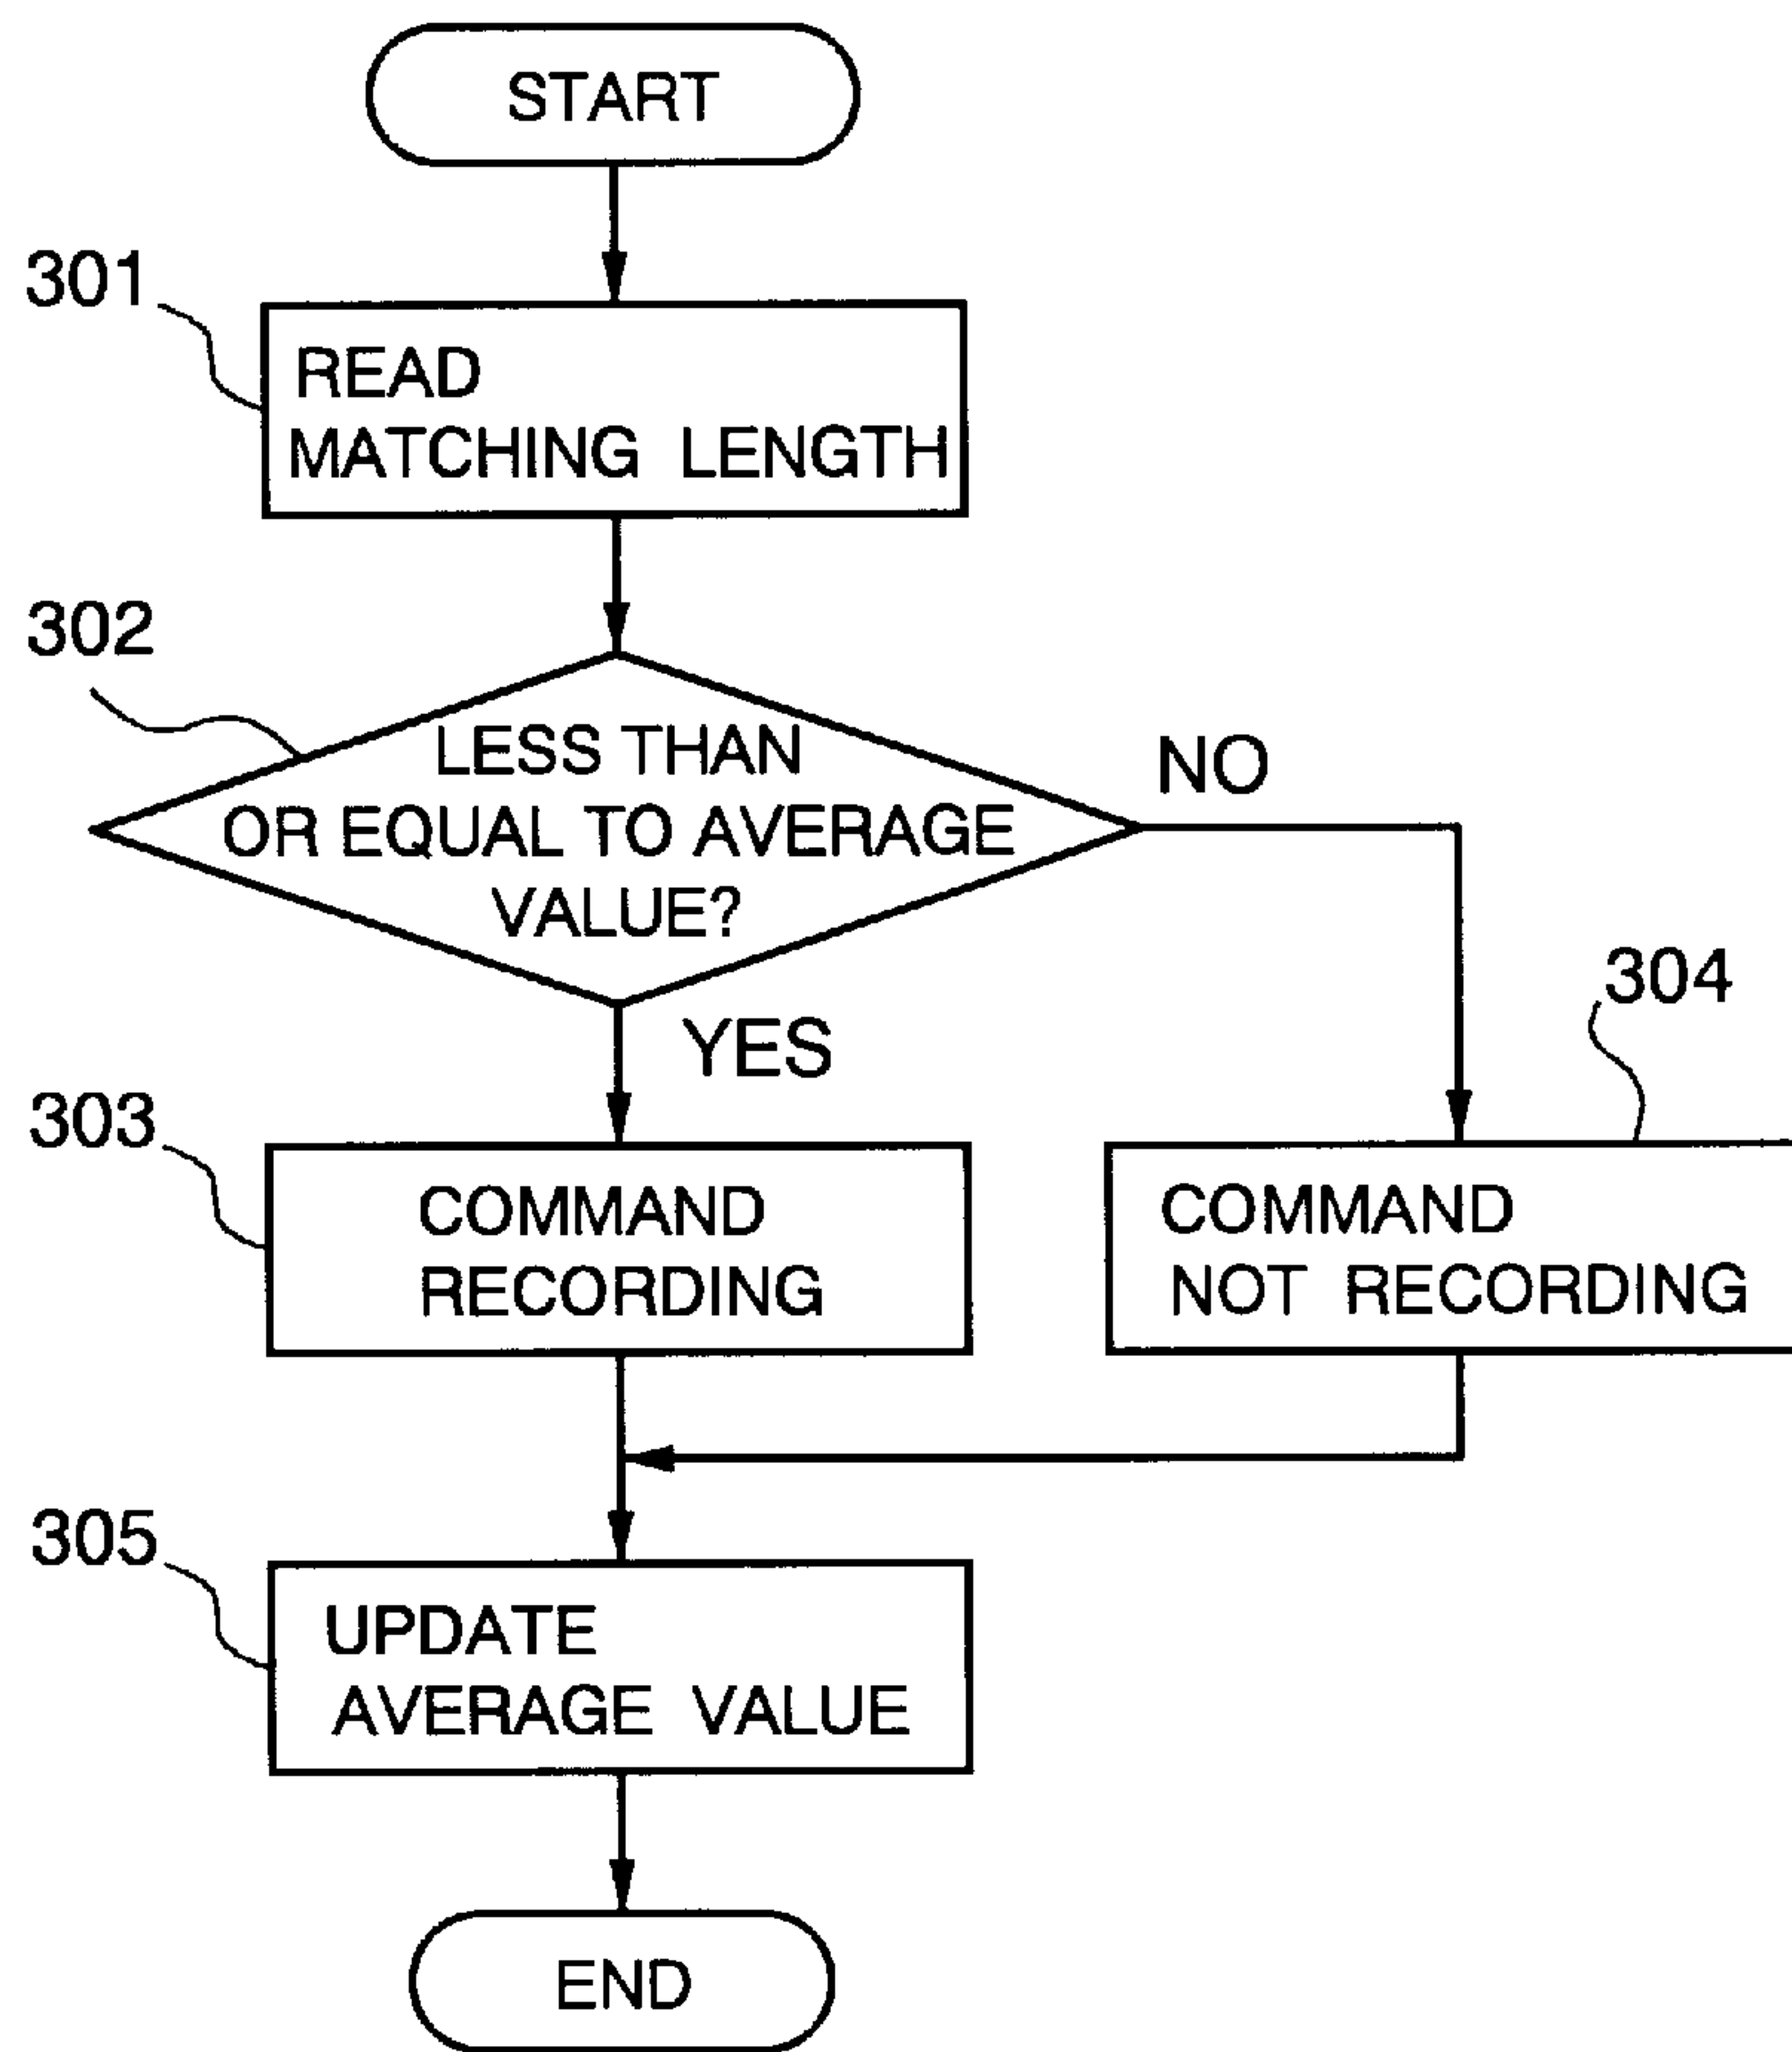 START
301
READ
MATCHING LENGTH
302
LESS THAN
OR EQUAL TO AVERAGE
VALUE?
NO
YES
304
303
COMMAND
RECORDING
COMMAND
NOT RECORDING
305
UPDATE
AVERAGE VALUE
END